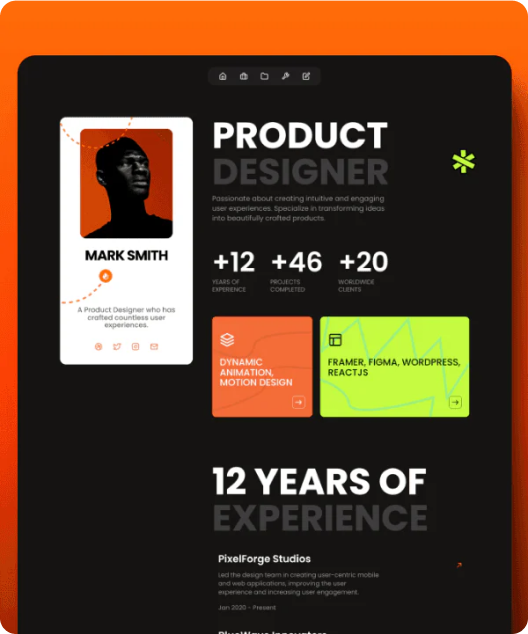 MARK SMITH
A Product Designer who has
crafted countless user
experiences.
PRODUCT
DESIGNER
Passionate about creating intuitive and engaging
user experiences. Specialize in transforming ideas
into beautifully crafted products.
+12
YEARS OF
EXPERIENCE
+46
PROJECTS
COMPLETED
+20
WORLDWIDE
CLIENTS
DYNAMIC
ANIMATION,
MOTION DESIGN
FRAMER, FIGMA, WORDPRESS,
REACTJS
12 YEARS OF
EXPERIENCE
PixelForge Studios
Led the design team in creating user-centric mobile
and web applications, improving the user
experience and increasing user engagement.
Jan 2020 - Present